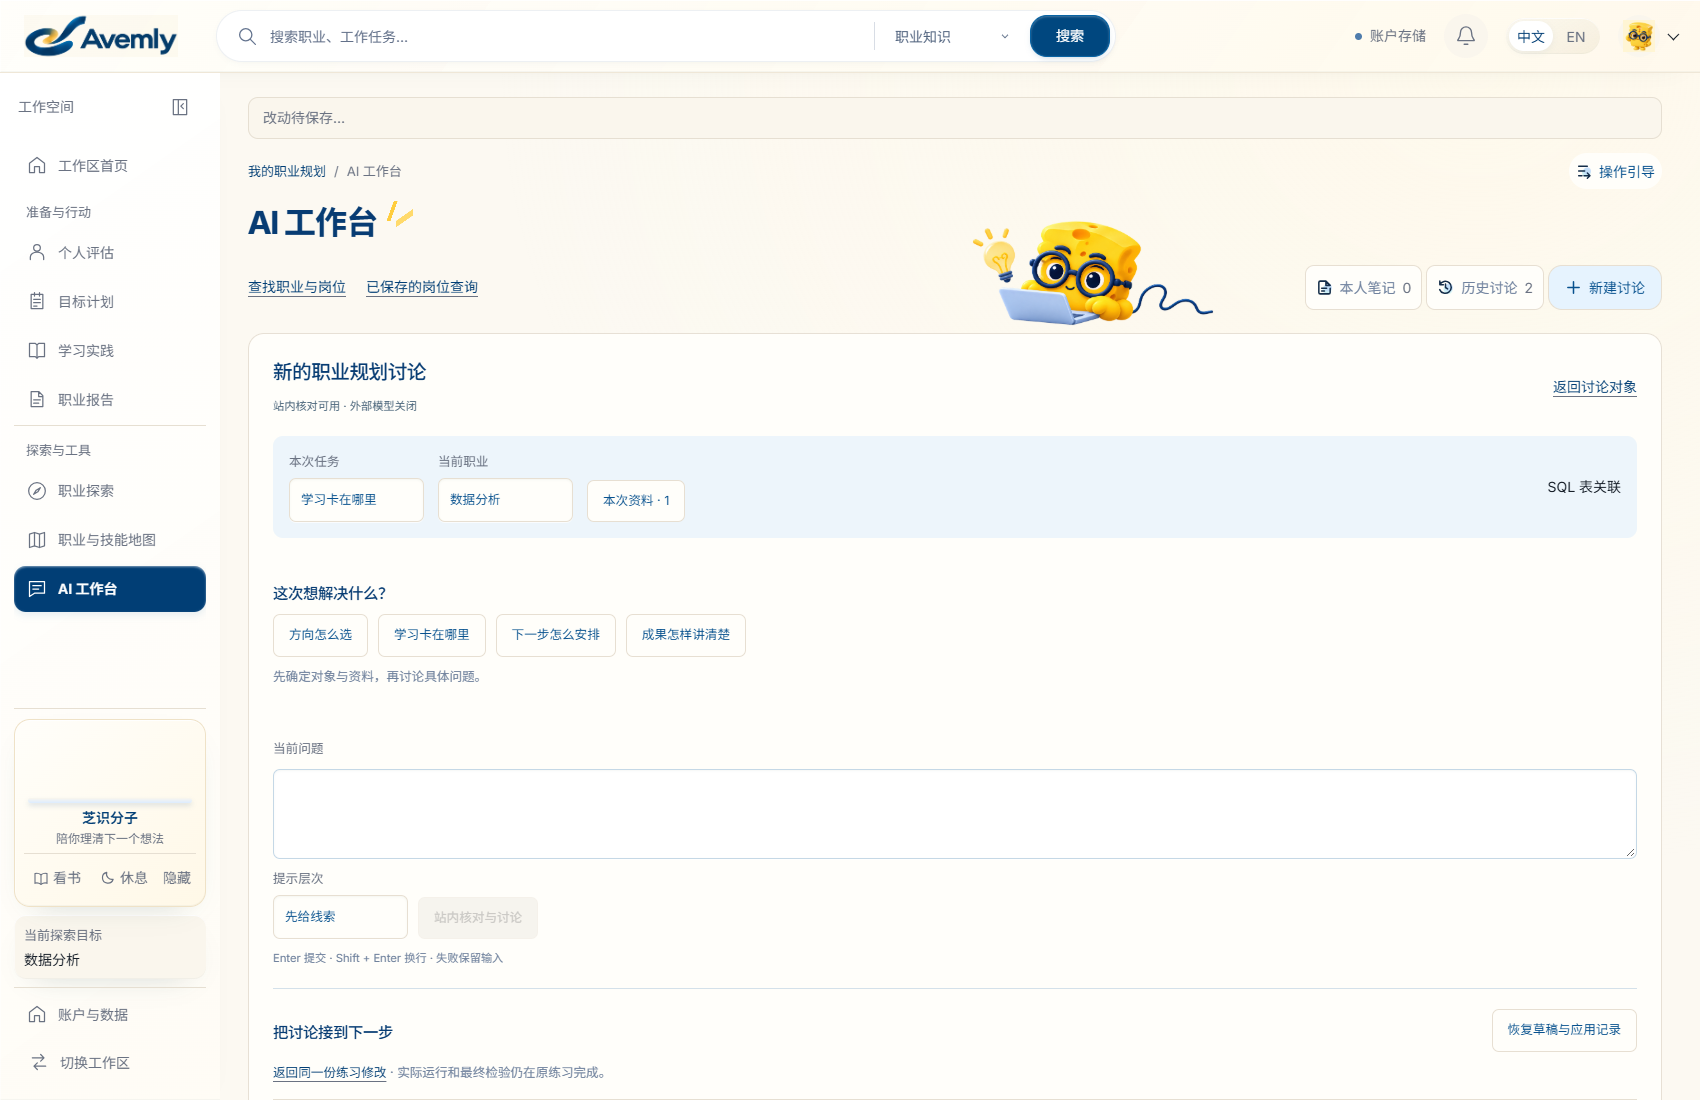 Avemly
搜索职业、工作任务...
职业知识
搜索
账户存储
中文
EN
工作空间
工作区首页
准备与行动
个人评估
目标计划
学习实践
职业报告
探索与工具
职业探索
职业与技能地图
AI 工作台
芝识分子
陪你理清下一个想法
看书
休息
隐藏
当前探索目标
数据分析
账户与数据
切换工作区
改动待保存...
我的职业规划 / AI 工作台
操作引导
AI 工作台
查找职业与岗位
已保存的岗位查询
本人笔记 0
历史讨论 2
新建讨论
新的职业规划讨论
站内核对可用 · 外部模型关闭
返回讨论对象
本次任务
当前职业
学习卡在哪里
数据分析
本次资料 · 1
SQL 表关联
这次想解决什么？
方向怎么选
学习卡在哪里
下一步怎么安排
成果怎样讲清楚
先确定对象与资料，再讨论具体问题。
当前问题
提示层次
先给线索
站内核对与讨论
Enter 提交 · Shift + Enter 换行 · 失败保留输入
把讨论接到下一步
恢复草稿与应用记录
返回同一份练习修改 · 实际运行和最终检验仍在原练习完成。